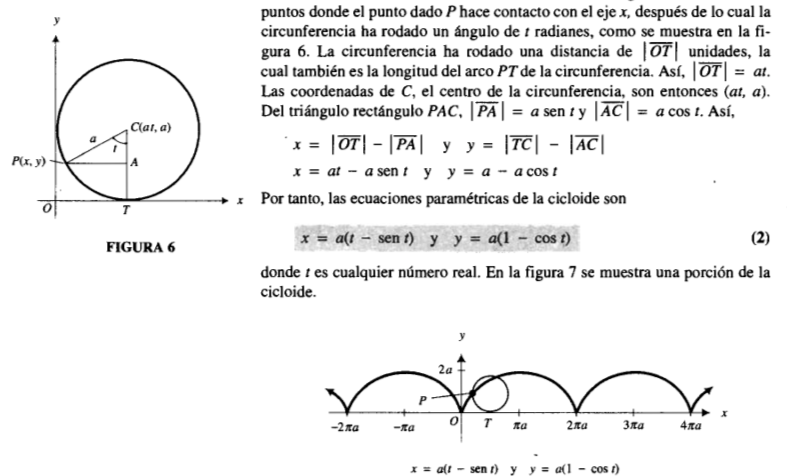 puntos donde el punto dado P hace contacto con el eje x, después de lo cual la
circunferencia ha rodado un ángulo de t radianes, como se muestra en la fi-
gura 6. La circunferencia ha rodado una distancia de |OT| unidades, la
cual también es la longitud del arco PT de la circunferencia. Así, |OT| = at.
Las coordenadas de C, el centro de la circunferencia, son entonces (at, a).
Del triángulo rectángulo PAC, |PA| = a sen t y |AC| = a cos t. Así,
x = |OT| − |PA| y y = |TC| − |AC|
x = at − a sen t y y = a − a cos t
Por tanto, las ecuaciones paramétricas de la cicloide son
x = a(t − sen t) y y = a(1 − cos t) (2)
donde t es cualquier número real. En la figura 7 se muestra una porción de la
cicloide.
y
C(at, a)
a
t
P(x, y)
A
O
T
x
FIGURA 6
y
2a
P
−2πa
−πa
O
T
πa
2πa
3πa
4πa
x
x = a(t − sen t) y y = a(1 − cos t)